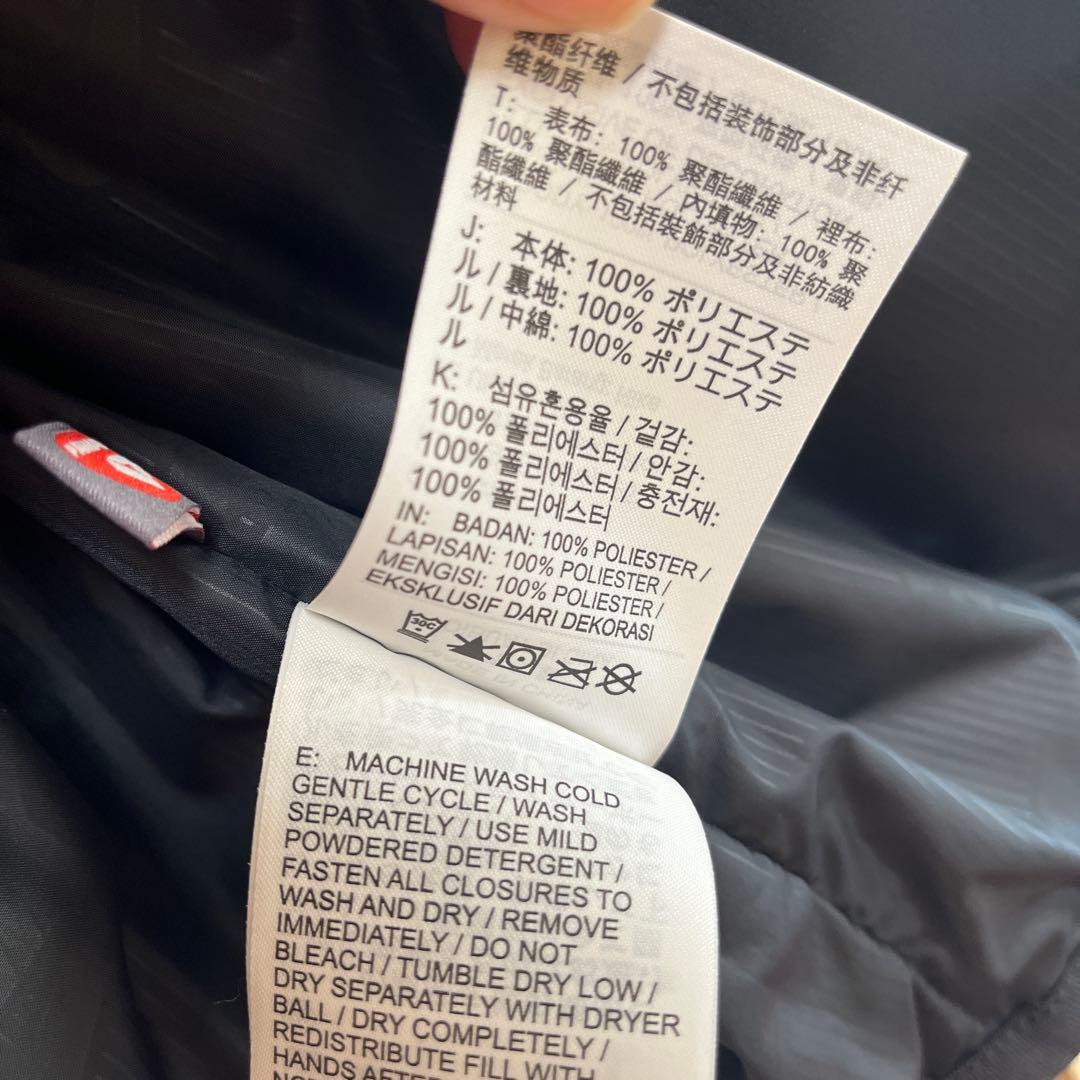 聚酯纤维 / 不包括装饰部分及非纤
维物质
T: 表布: 100% 聚酯纖維 / 裡布:
100% 聚酯纖維 / 內填物: 100% 聚
酯纖維 / 不包括裝飾部分及非紡織
材料
J: 本体: 100% ポリエステ
ル / 裏地: 100% ポリエステ
ル / 中綿: 100% ポリエステ
ル
K: 섬유혼용율 / 겉감:
100% 폴리에스터 / 안감:
100% 폴리에스터 / 충전재:
100% 폴리에스터
IN: BADAN: 100% POLIESTER /
LAPISAN: 100% POLIESTER /
MENGISI: 100% POLIESTER /
EKSKLUSIF DARI DEKORASI
30C
E: MACHINE WASH COLD
GENTLE CYCLE / WASH
SEPARATELY / USE MILD
POWDERED DETERGENT /
FASTEN ALL CLOSURES TO
WASH AND DRY / REMOVE
IMMEDIATELY / DO NOT
BLEACH / TUMBLE DRY LOW /
DRY SEPARATELY WITH DRYER
BALL / DRY COMPLETELY /
REDISTRIBUTE FILL WITH
HANDS AFTER